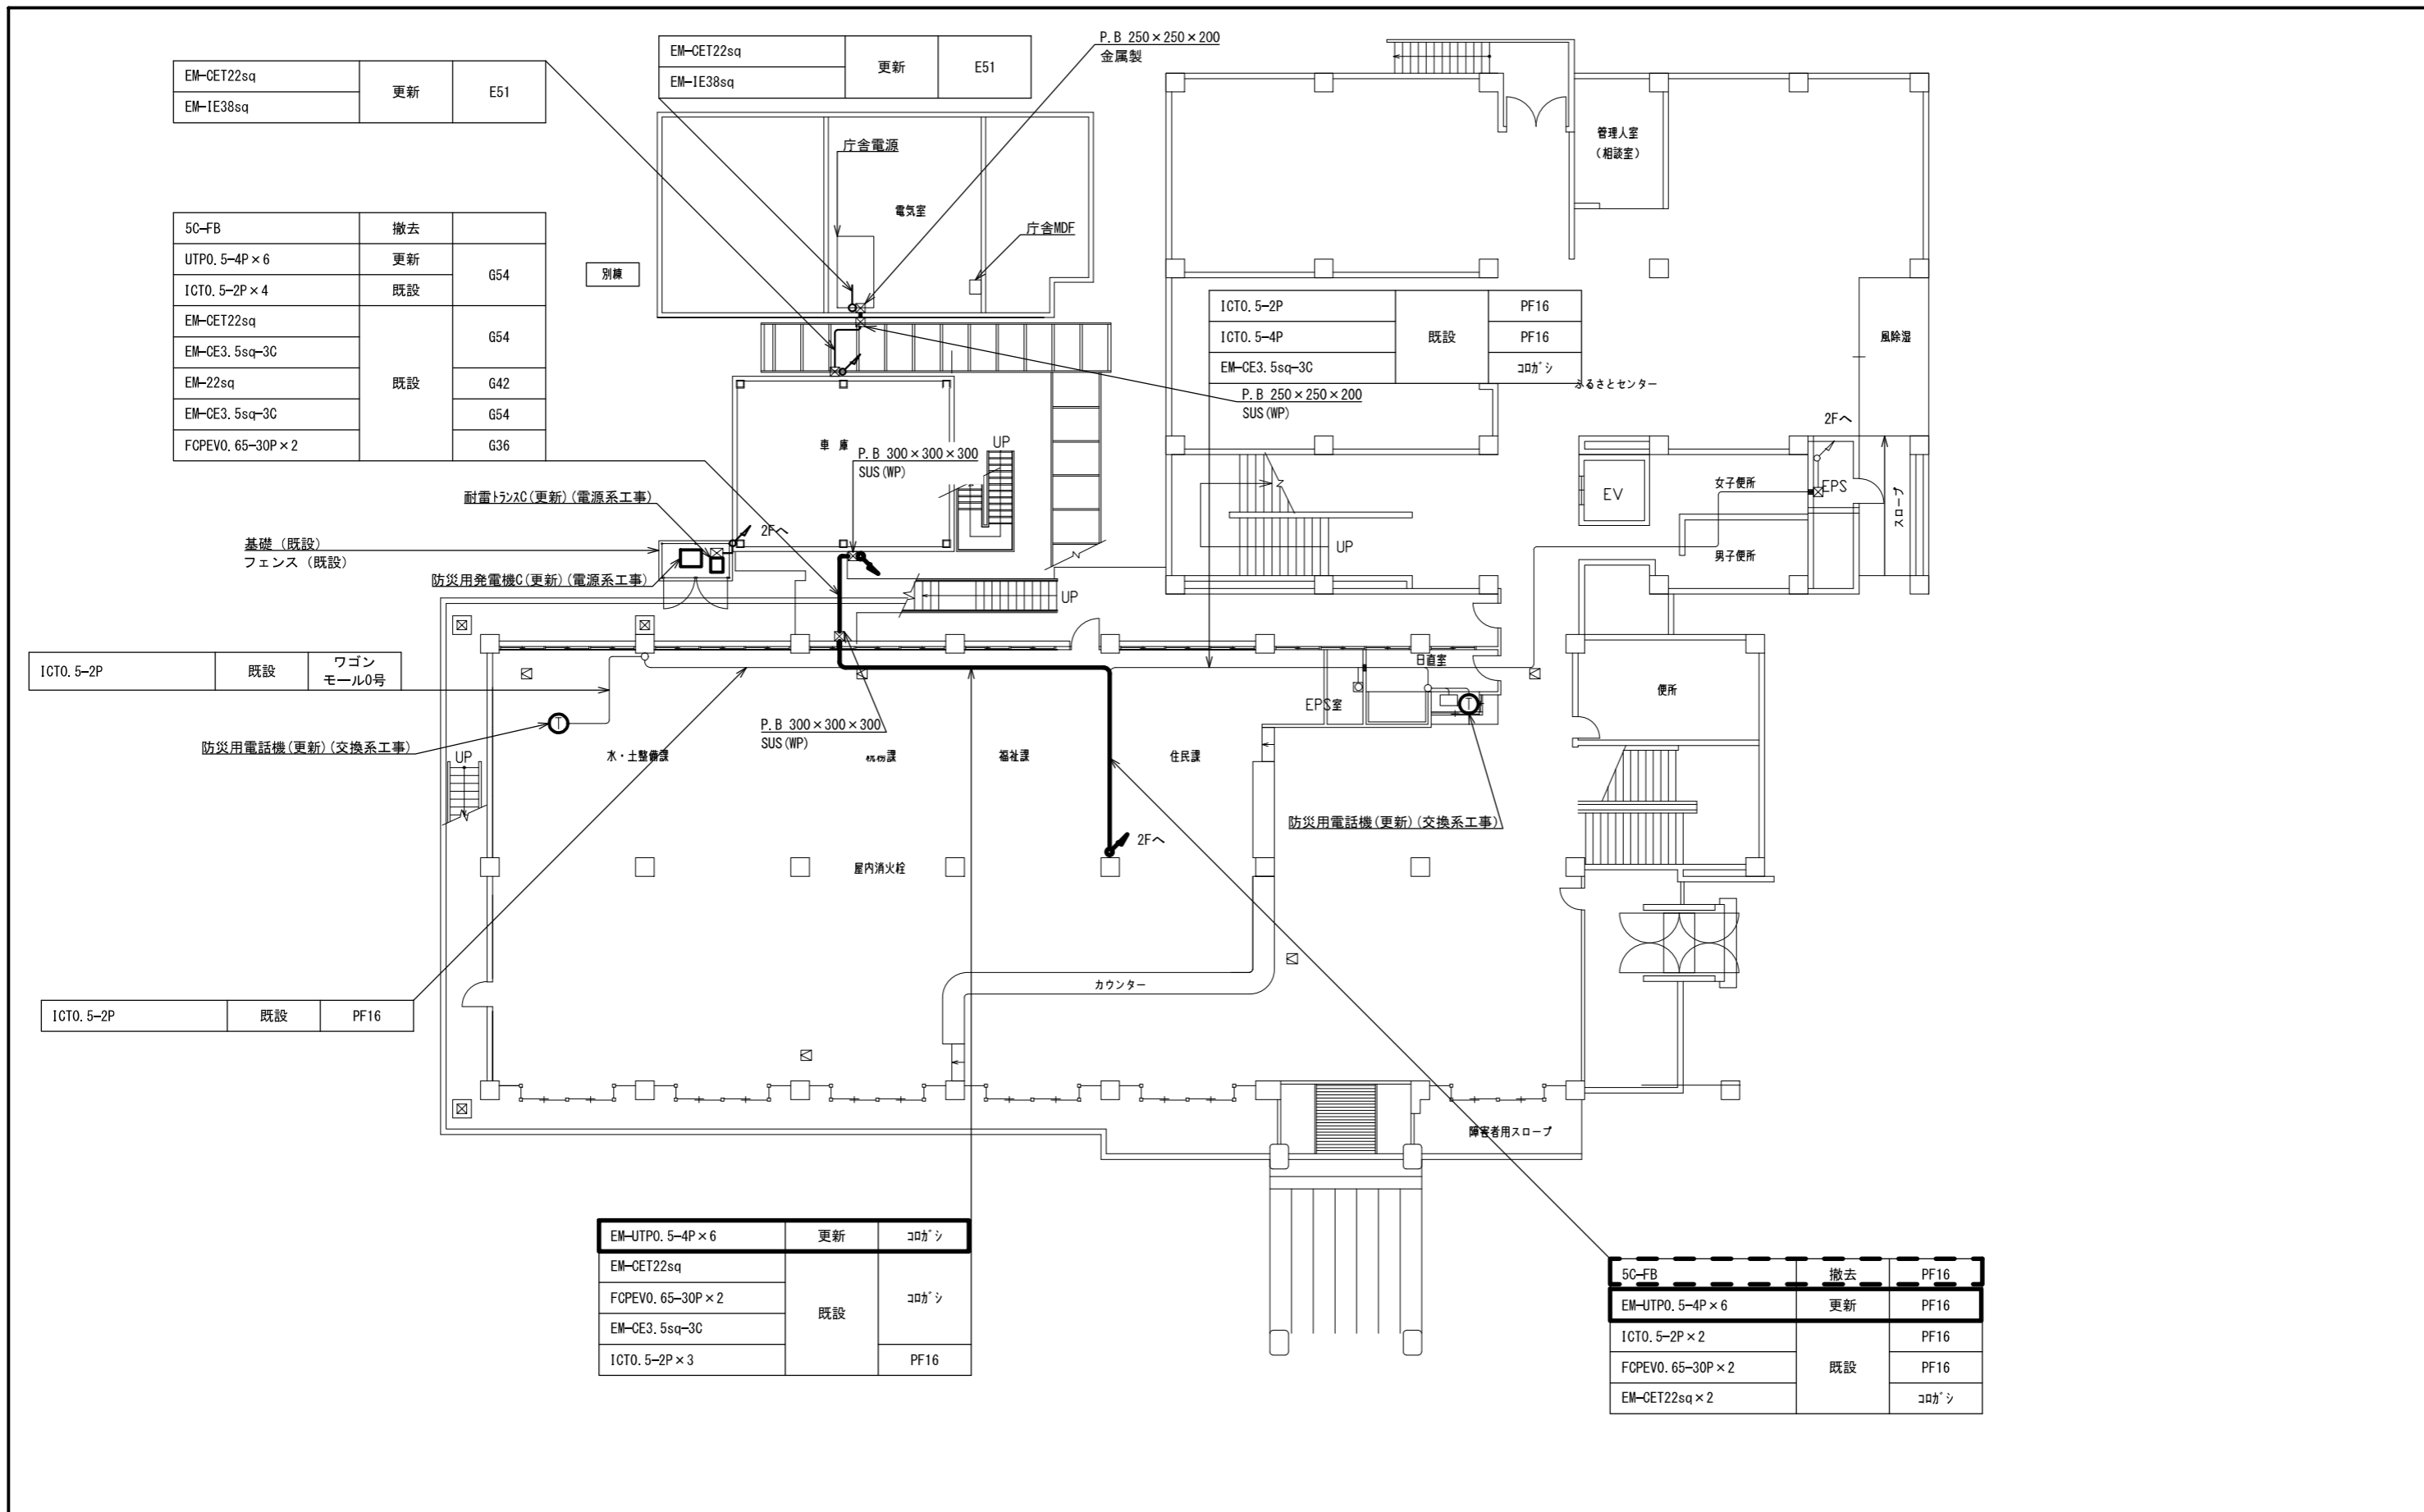 EM-CET22sq 更新 E51
EM-IE38sq
EM-CET22sq 更新 E51
EM-IE38sq
P.B 250×250×200
金属製
庁舎電源
電気室
庁舎MDF
別棟
管理人室
(相談室)
5C-FB 撤去
UTP0.5-4P×6 更新 G54
ICT0.5-2P×4 既設
EM-CET22sq 既設 G54
EM-CE3.5sq-3C
EM-22sq G42
EM-CE3.5sq-3C G54
FCPEV0.65-30P×2 G36
ICT0.5-2P 既設 PF16
ICT0.5-4P PF16
EM-CE3.5sq-3C コロガシ
P.B 250×250×200
SUS(WP)
風除湿
ふるさとセンター
2Fへ
車 庫
P.B 300×300×300
SUS(WP)
UP
耐雷トランスC(更新)(電源系工事)
2Fへ
基礎(既設)
フェンス(既設)
防災用発電機C(更新)(電源系工事)
UP
UP
EV
女子便所
男子便所
EPS
スロープ
ICT0.5-2P 既設 ワゴン
モール0号
防災用電話機(更新)(交換系工事)
UP
P.B 300×300×300
SUS(WP)
水・土整備課
福祉課
住民課
EPS室
日直室
T
T
便所
防災用電話機(更新)(交換系工事)
2Fへ
屋内消火栓
カウンター
ICT0.5-2P 既設 PF16
障害者用スロープ
EM-UTP0.5-4P×6 更新 コロガシ
EM-CET22sq 既設 コロガシ
FCPEV0.65-30P×2
EM-CE3.5sq-3C
ICT0.5-2P×3 PF16
5C-FB 撤去 PF16
EM-UTP0.5-4P×6 更新 PF16
ICT0.5-2P×2 既設 PF16
FCPEV0.65-30P×2 PF16
EM-CET22sq×2 コロガシ